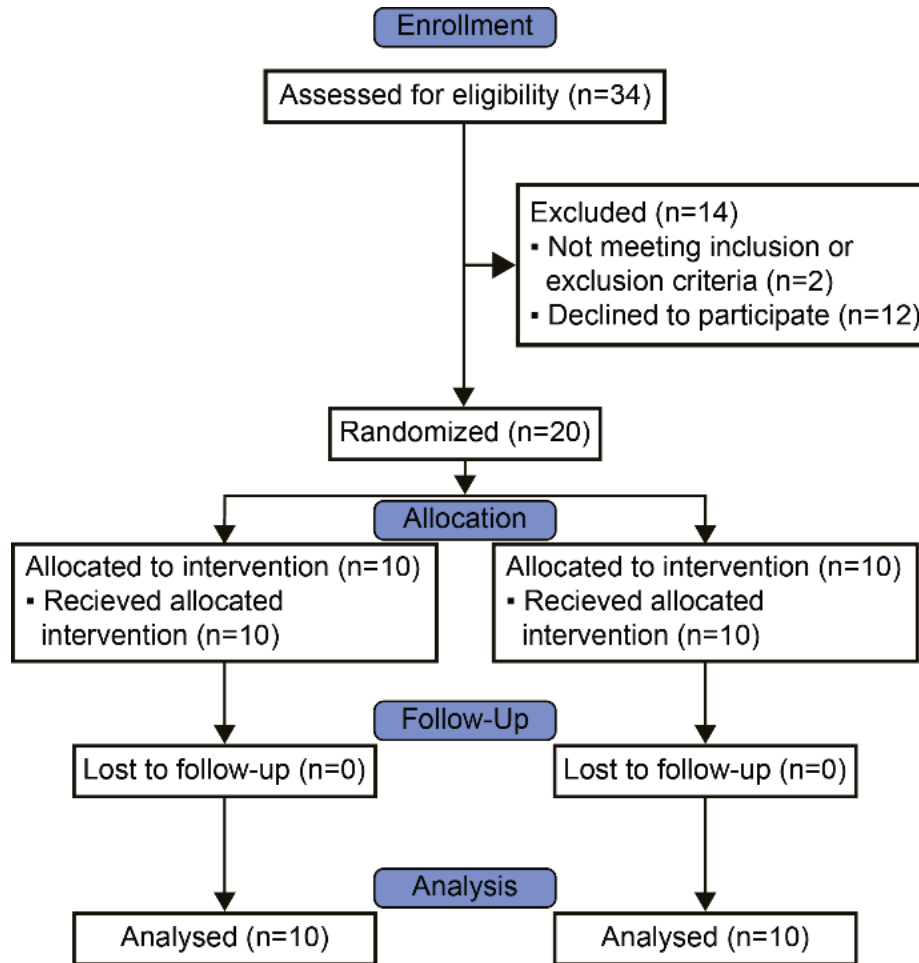 Enrollment
Assessed for eligibility (n=34)
Excluded (n=14)
▪ Not meeting inclusion or
exclusion criteria (n=2)
▪ Declined to participate (n=12)
Randomized (n=20)
Allocation
Allocated to intervention (n=10)
▪ Recieved allocated
intervention (n=10)
Allocated to intervention (n=10)
▪ Recieved allocated
intervention (n=10)
Follow-Up
Lost to follow-up (n=0)
Lost to follow-up (n=0)
Analysis
Analysed (n=10)
Analysed (n=10)